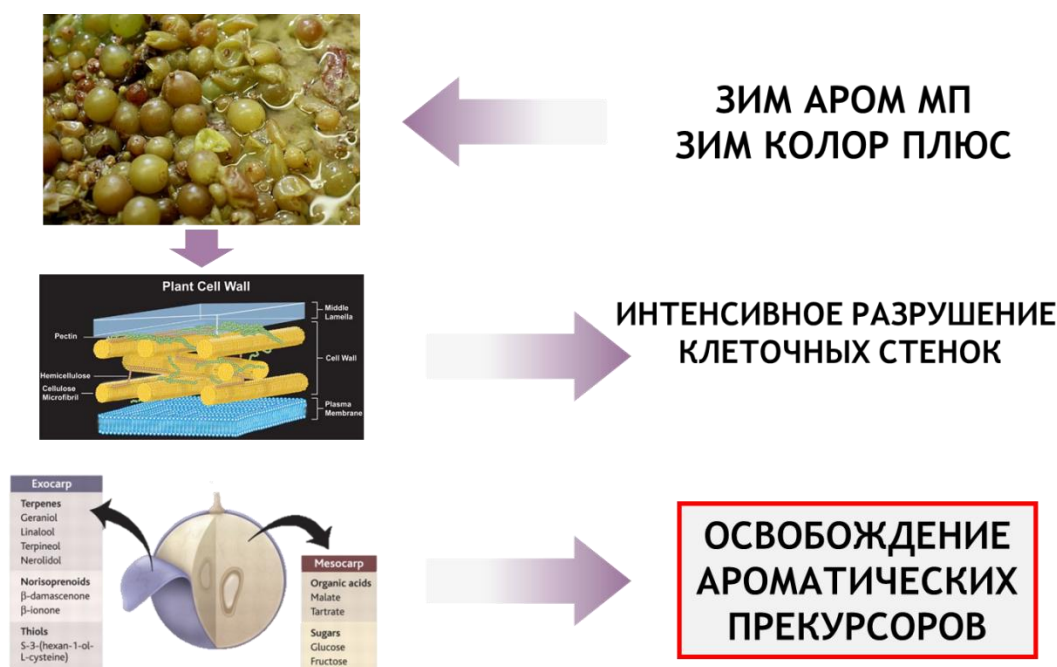 ЗИМ АРОМ МП
ЗИМ КОЛОР ПЛЮС
Plant Cell Wall
Middle
Lamella
Pectin
Cell Wall
Hemicellulose
Cellulose
Microfibril
Plasma
Membrane
ИНТЕНСИВНОЕ РАЗРУШЕНИЕ
КЛЕТОЧНЫХ СТЕНОК
Exocarp
Terpenes
Geraniol
Linalool
Terpineol
Nerolidol
Norisoprenoids
β-damascenone
β-ionone
Thiols
S-3-(hexan-1-ol-
L-cysteine)
Mesocarp
Organic acids
Malate
Tartrate
Sugars
Glucose
Fructose
ОСВОБОЖДЕНИЕ
АРОМАТИЧЕСКИХ
ПРЕКУРСОРОВ